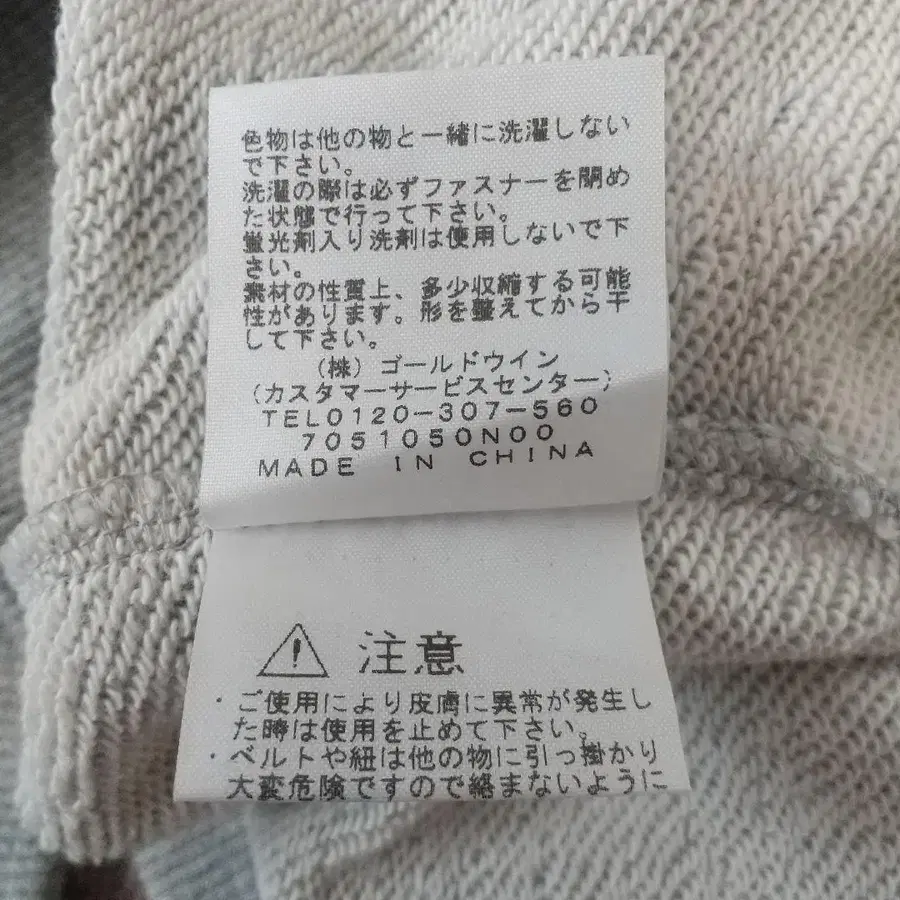 色物は他の物と一緒に洗濯しない
で下さい。
洗濯の際は必ずファスナーを閉め
た状態で行って下さい。
蛍光剤入り洗剤は使用しないで下
さい。
素材の性質上、多少収縮する可能
性があります。形を整えてから干
して下さい。
(株)ゴールドウイン
(カスタマーサービスセンター)
TEL0120-307-560
7051050N00
MADE IN CHINA
注意
・ご使用により皮膚に異常が発生し
た時は使用を止めて下さい。
・ベルトや紐は他の物に引っ掛かり
大変危険ですので絡まないように